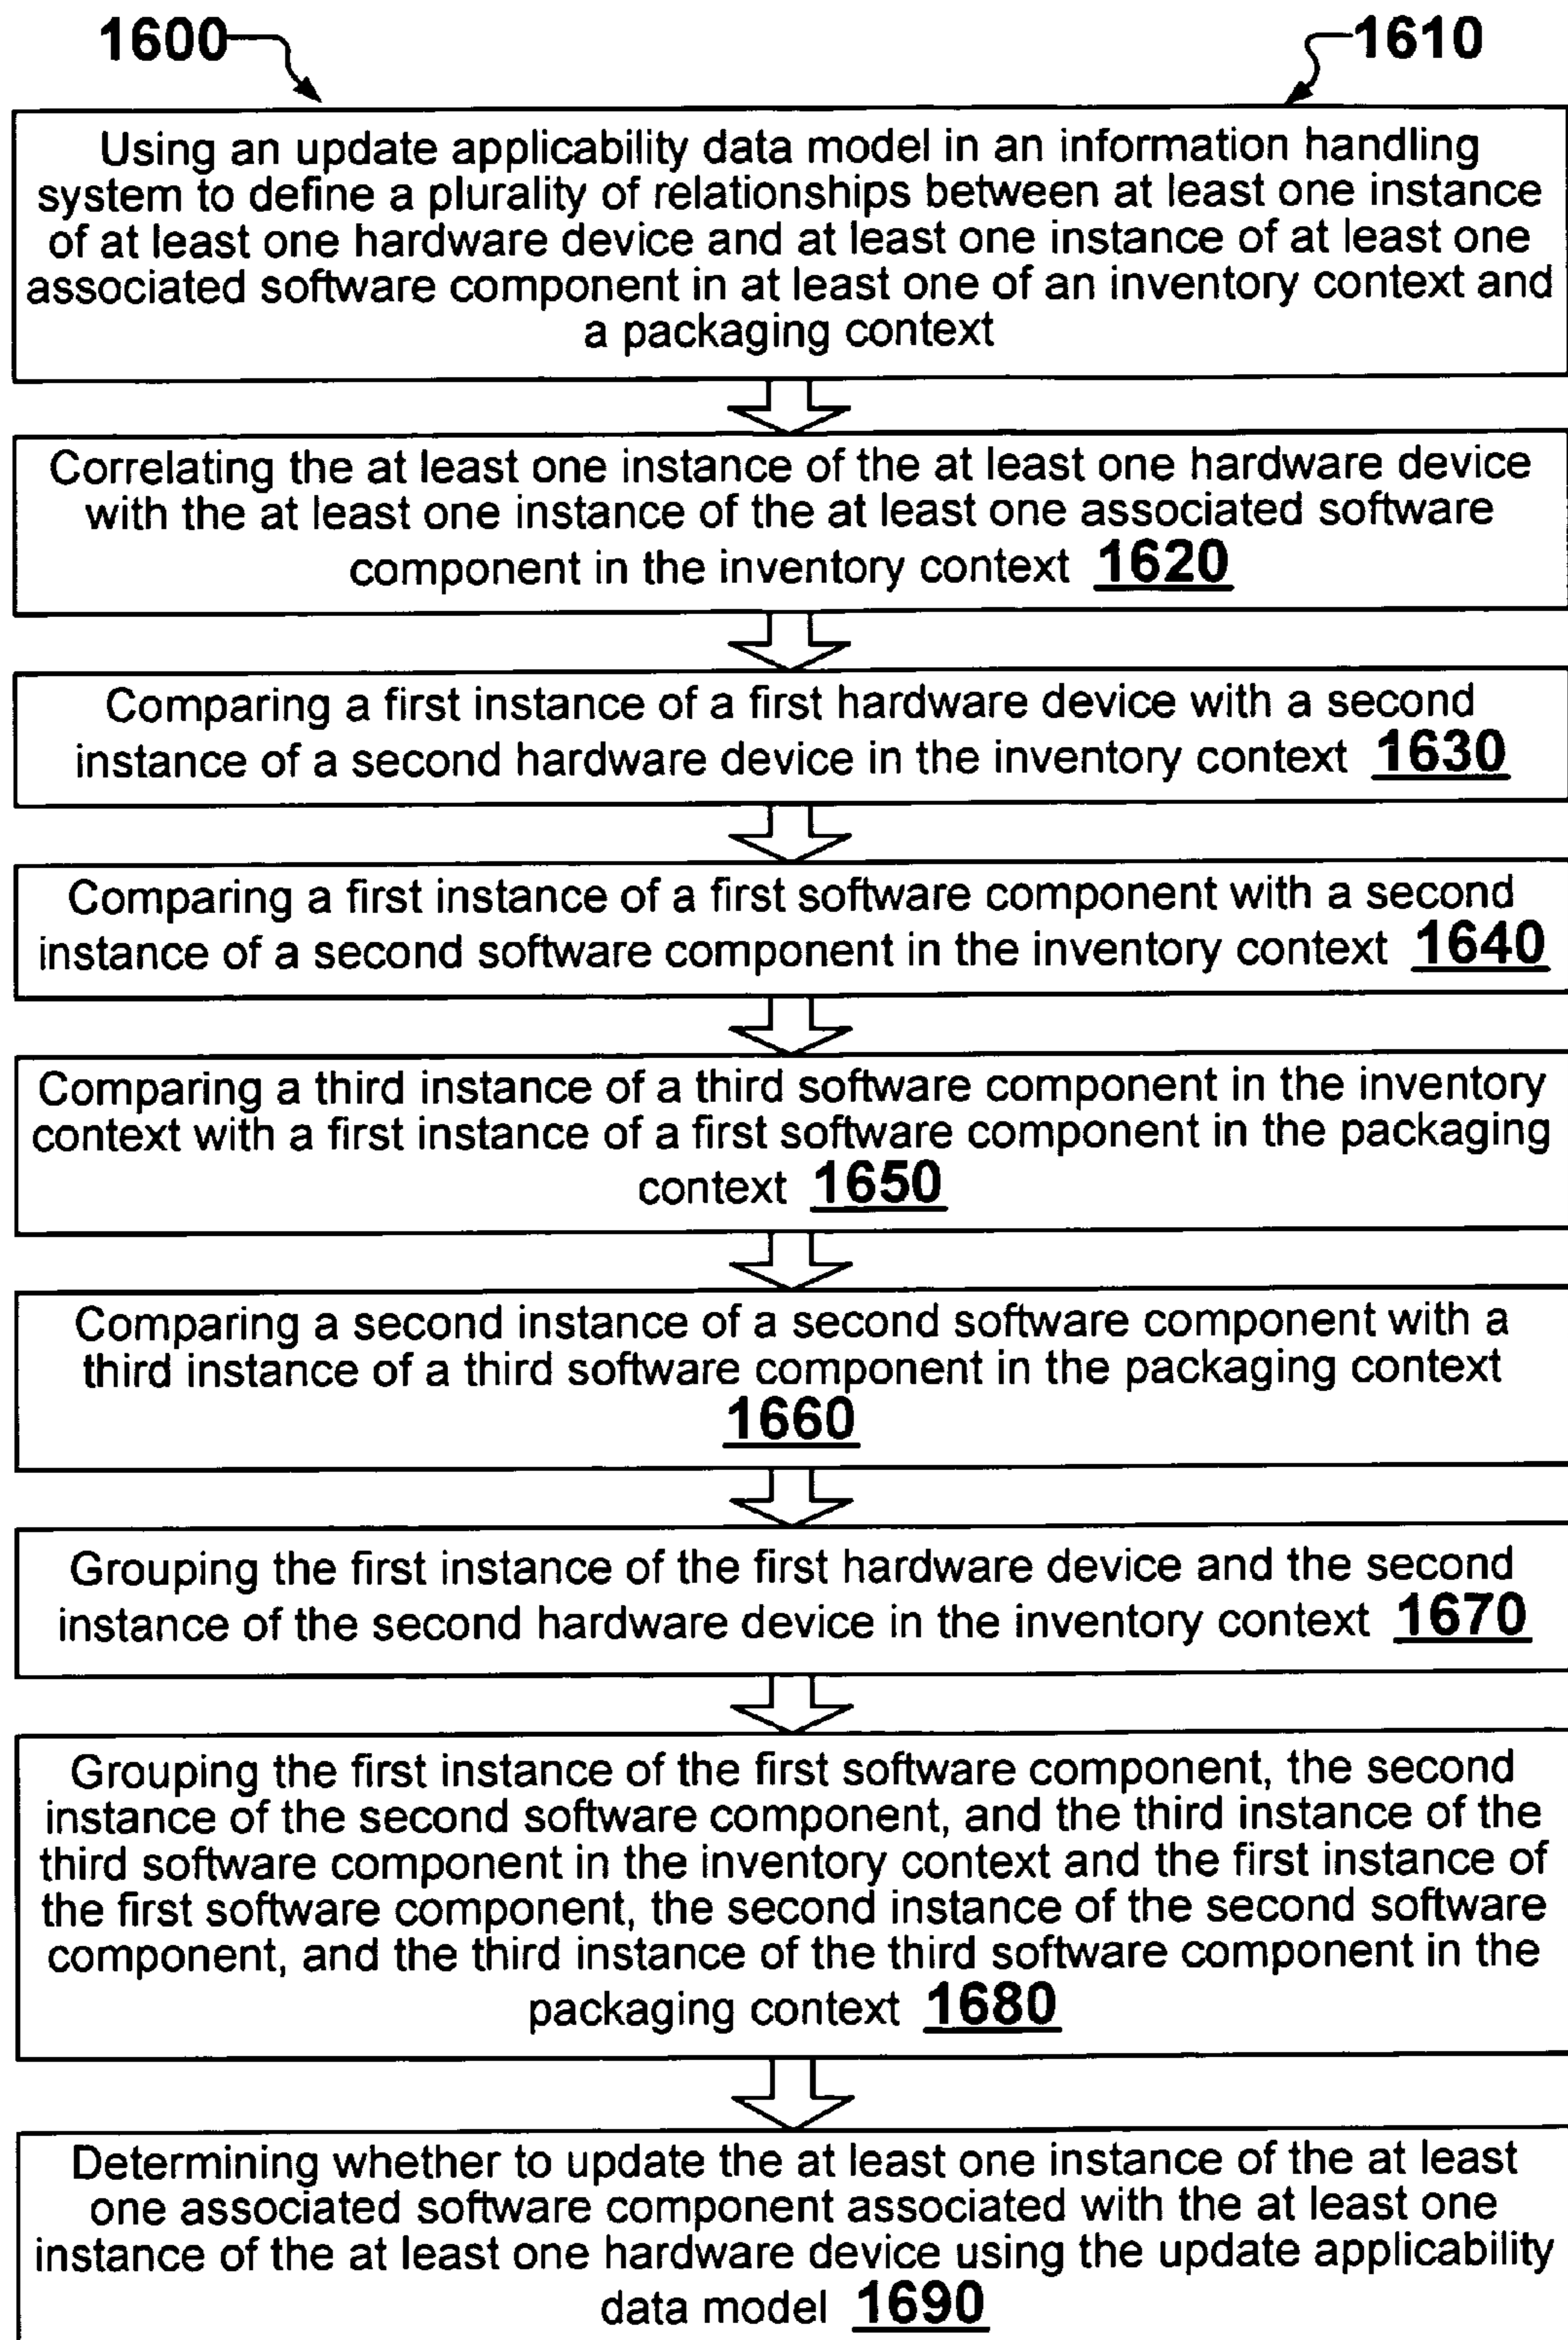 1600
1610
Using an update applicability data model in an information handling
system to define a plurality of relationships between at least one instance
of at least one hardware device and at least one instance of at least one
associated software component in at least one of an inventory context and
a packaging context
Correlating the at least one instance of the at least one hardware device
with the at least one instance of the at least one associated software
component in the inventory context 1620
Comparing a first instance of a first hardware device with a second
instance of a second hardware device in the inventory context 1630
Comparing a first instance of a first software component with a second
instance of a second software component in the inventory context 1640
Comparing a third instance of a third software component in the inventory
context with a first instance of a first software component in the packaging
context 1650
Comparing a second instance of a second software component with a
third instance of a third software component in the packaging context
1660
Grouping the first instance of the first hardware device and the second
instance of the second hardware device in the inventory context 1670
Grouping the first instance of the first software component, the second
instance of the second software component, and the third instance of the
third software component in the inventory context and the first instance of
the first software component, the second instance of the second software
component, and the third instance of the third software component in the
packaging context 1680
Determining whether to update the at least one instance of the at least
one associated software component associated with the at least one
instance of the at least one hardware device using the update applicability
data model 1690